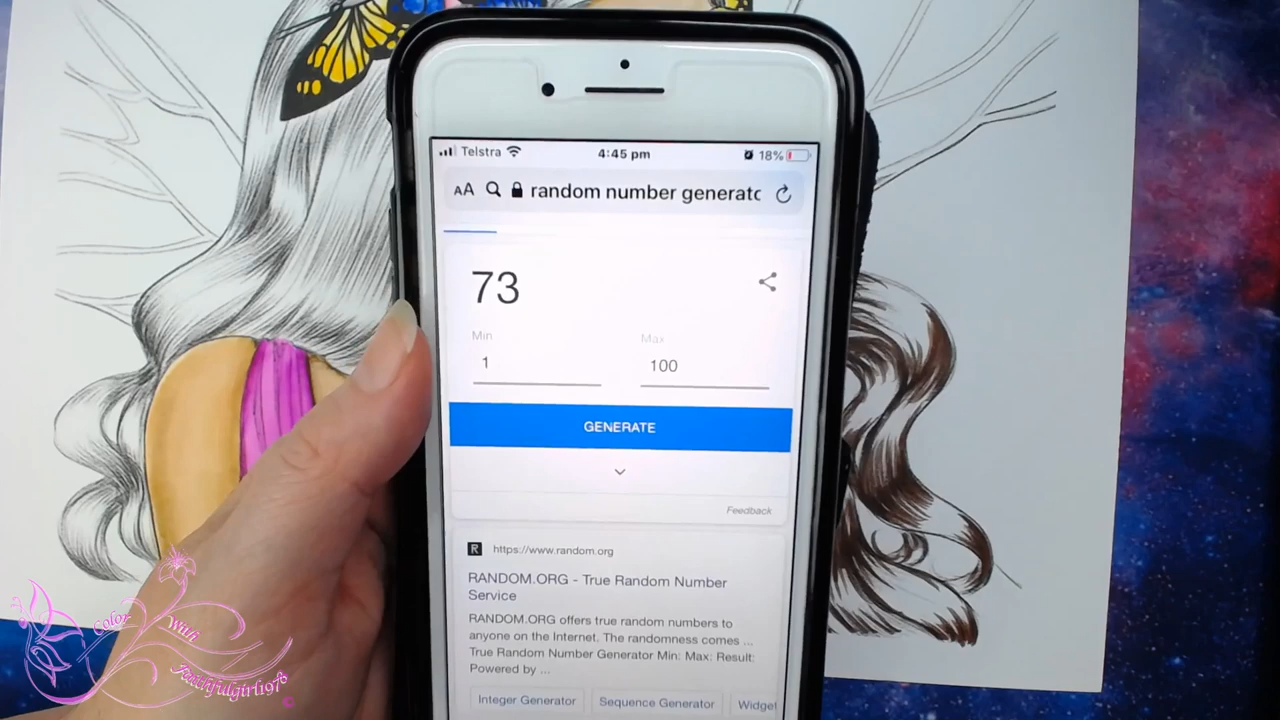 Telstra 4:45 pm 18%
AA random number generatc
73
Min Max
1 100
GENERATE
Feedback
R https://www.random.org
RANDOM.ORG - True Random Number
Service
RANDOM.ORG offers true random numbers to
anyone on the Internet. The randomness comes ...
True Random Number Generator Min: Max: Result:
Powered by ...
Integer Generator Sequence Generator Widget
Color With
Faithfulgirl1978 ©